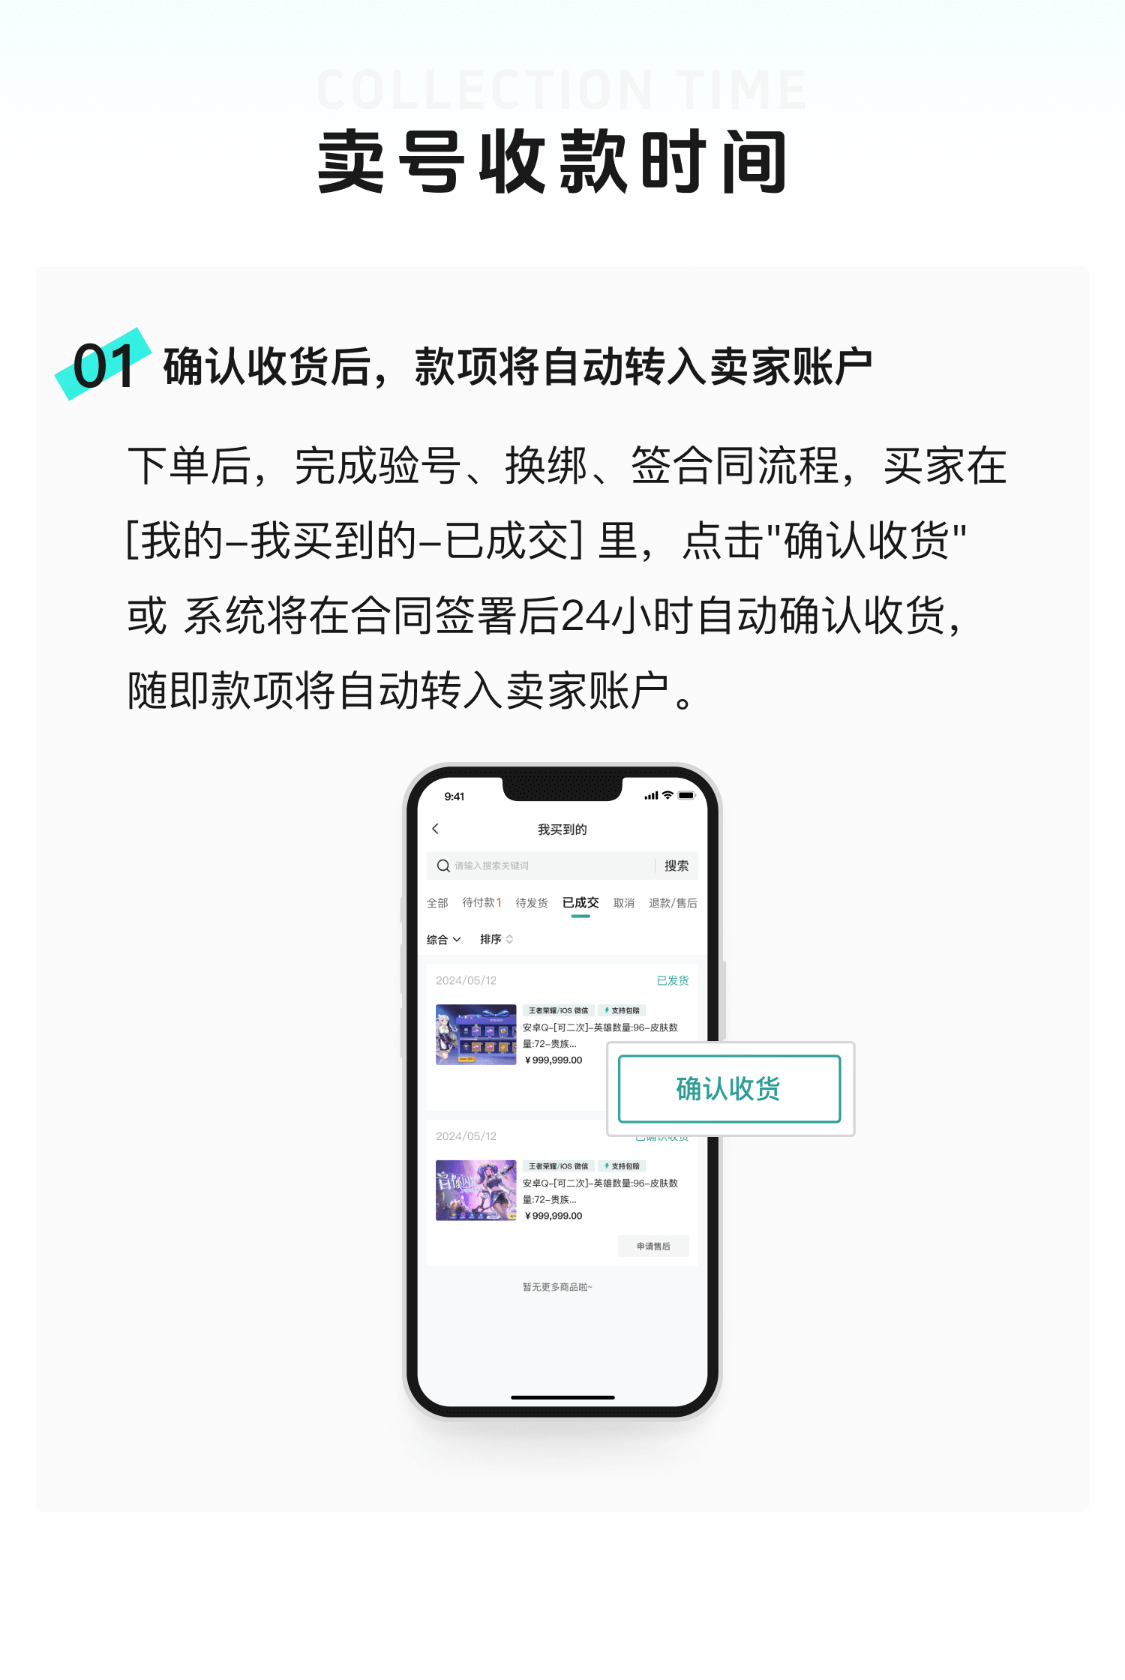 COLLECTION TIME
卖号收款时间
01 确认收货后，款项将自动转入卖家账户
下单后，完成验号、换绑、签合同流程，买家在
[我的-我买到的-已成交] 里，点击"确认收货"
或 系统将在合同签署后24小时自动确认收货，
随即款项将自动转入卖家账户。
9:41
我买到的
请输入搜索关键词 搜索
全部 待付款1 待发货 已成交 取消 退款/售后
综合 排序
2024/05/12 已发货
王者荣耀/IOS 微信 支持包赔
安卓Q-[可二次]-英雄数量:96-皮肤数
量:72-贵族...
¥999,999.00
确认收货
2024/05/12 已确认收货
王者荣耀/IOS 微信 支持包赔
安卓Q-[可二次]-英雄数量:96-皮肤数
量:72-贵族...
¥999,999.00
申请售后
暂无更多商品啦~